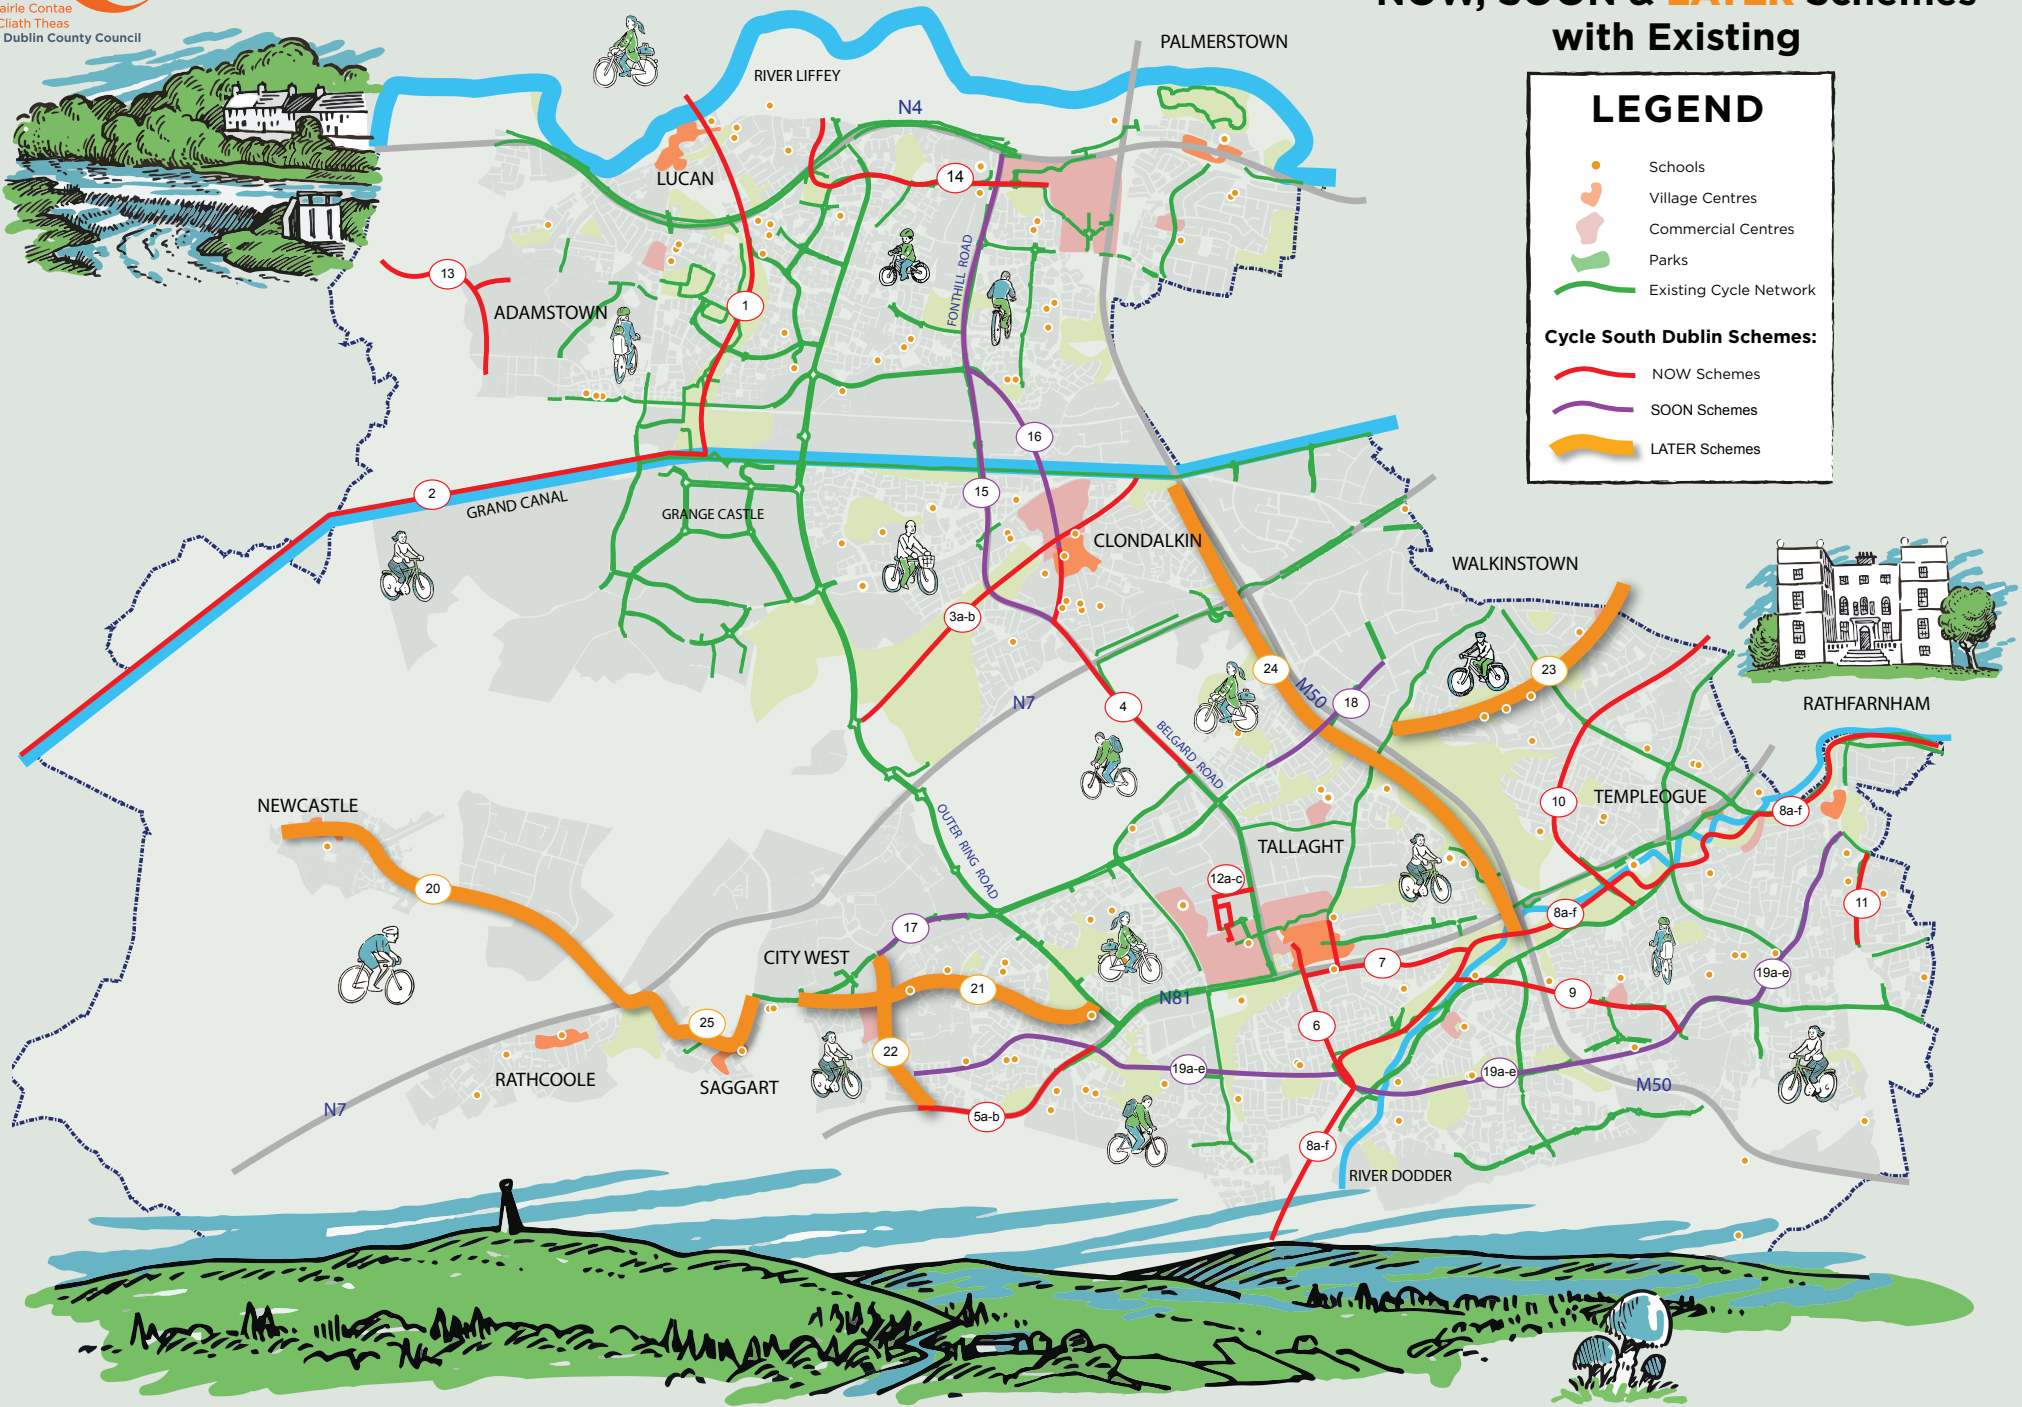 Cliath Theas
Dublin County Council
NOW, SOON & LATER Schemes
with Existing
LEGEND
Schools
Village Centres
Commercial Centres
Parks
Existing Cycle Network
Cycle South Dublin Schemes:
NOW Schemes
SOON Schemes
LATER Schemes
PALMERSTOWN
RIVER LIFFEY
N4
LUCAN
14
13
ADAMSTOWN
1
FONTHILL ROAD
16
2
GRAND CANAL
15
GRANGE CASTLE
CLONDALKIN
WALKINSTOWN
3a-b
24
23
N7
M50
18
4
RATHFARNHAM
BELGARD ROAD
NEWCASTLE
OUTER RING ROAD
10
TEMPLEOGUE
8a-f
TALLAGHT
20
12a-c
11
17
8a-f
CITY WEST
7
19a-e
21
N81
9
25
6
22
RATHCOOLE
SAGGART
19a-e
19a-e
M50
N7
5a-b
8a-f
RIVER DODDER